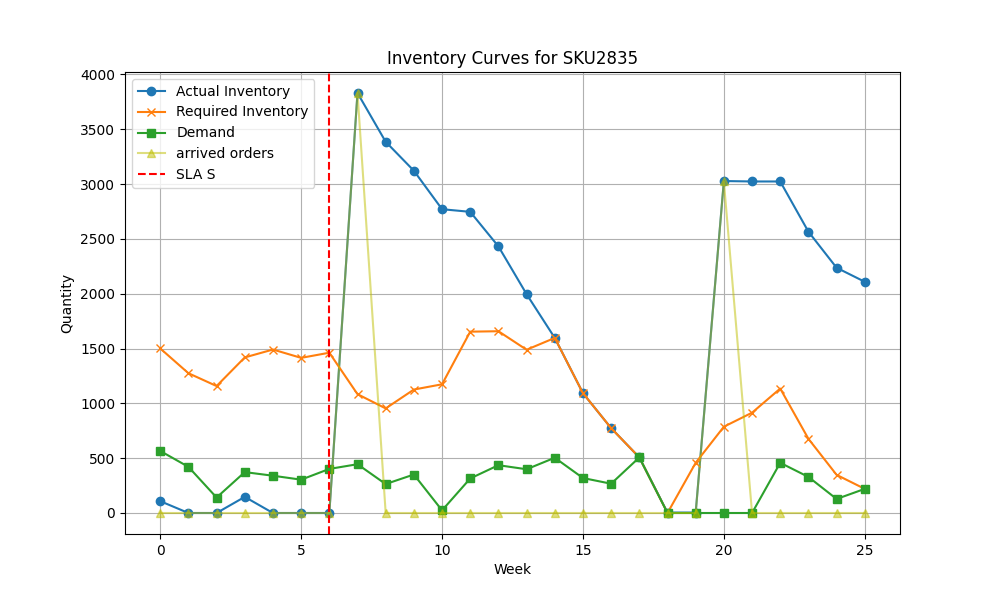 Inventory Curves for SKU2835
Actual Inventory
Required Inventory
Demand
arrived orders
SLA S
4000
3500
3000
2500
2000
1500
1000
500
0
Quantity
0 5 10 15 20 25
Week